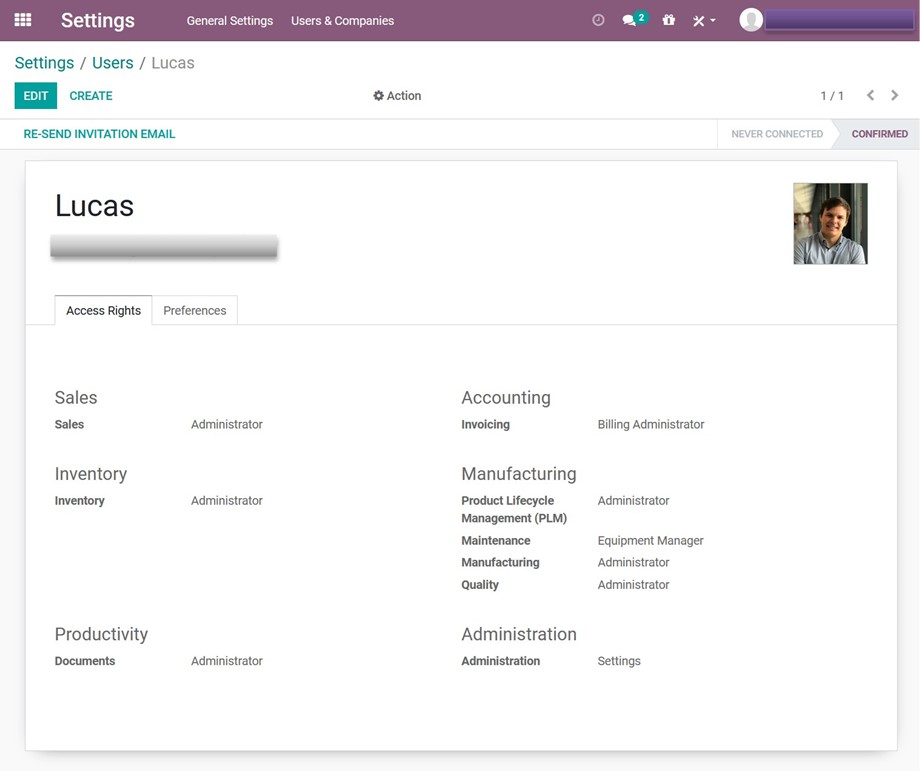 Settings General Settings Users & Companies 2
Settings / Users / Lucas
EDIT CREATE Action 1 / 1
RE-SEND INVITATION EMAIL NEVER CONNECTED CONFIRMED
Lucas
Access Rights Preferences
Sales Accounting
Sales Administrator Invoicing Billing Administrator
Inventory Manufacturing
Inventory Administrator Product Lifecycle Administrator
Management (PLM)
Maintenance Equipment Manager
Manufacturing Administrator
Quality Administrator
Productivity Administration
Documents Administrator Administration Settings